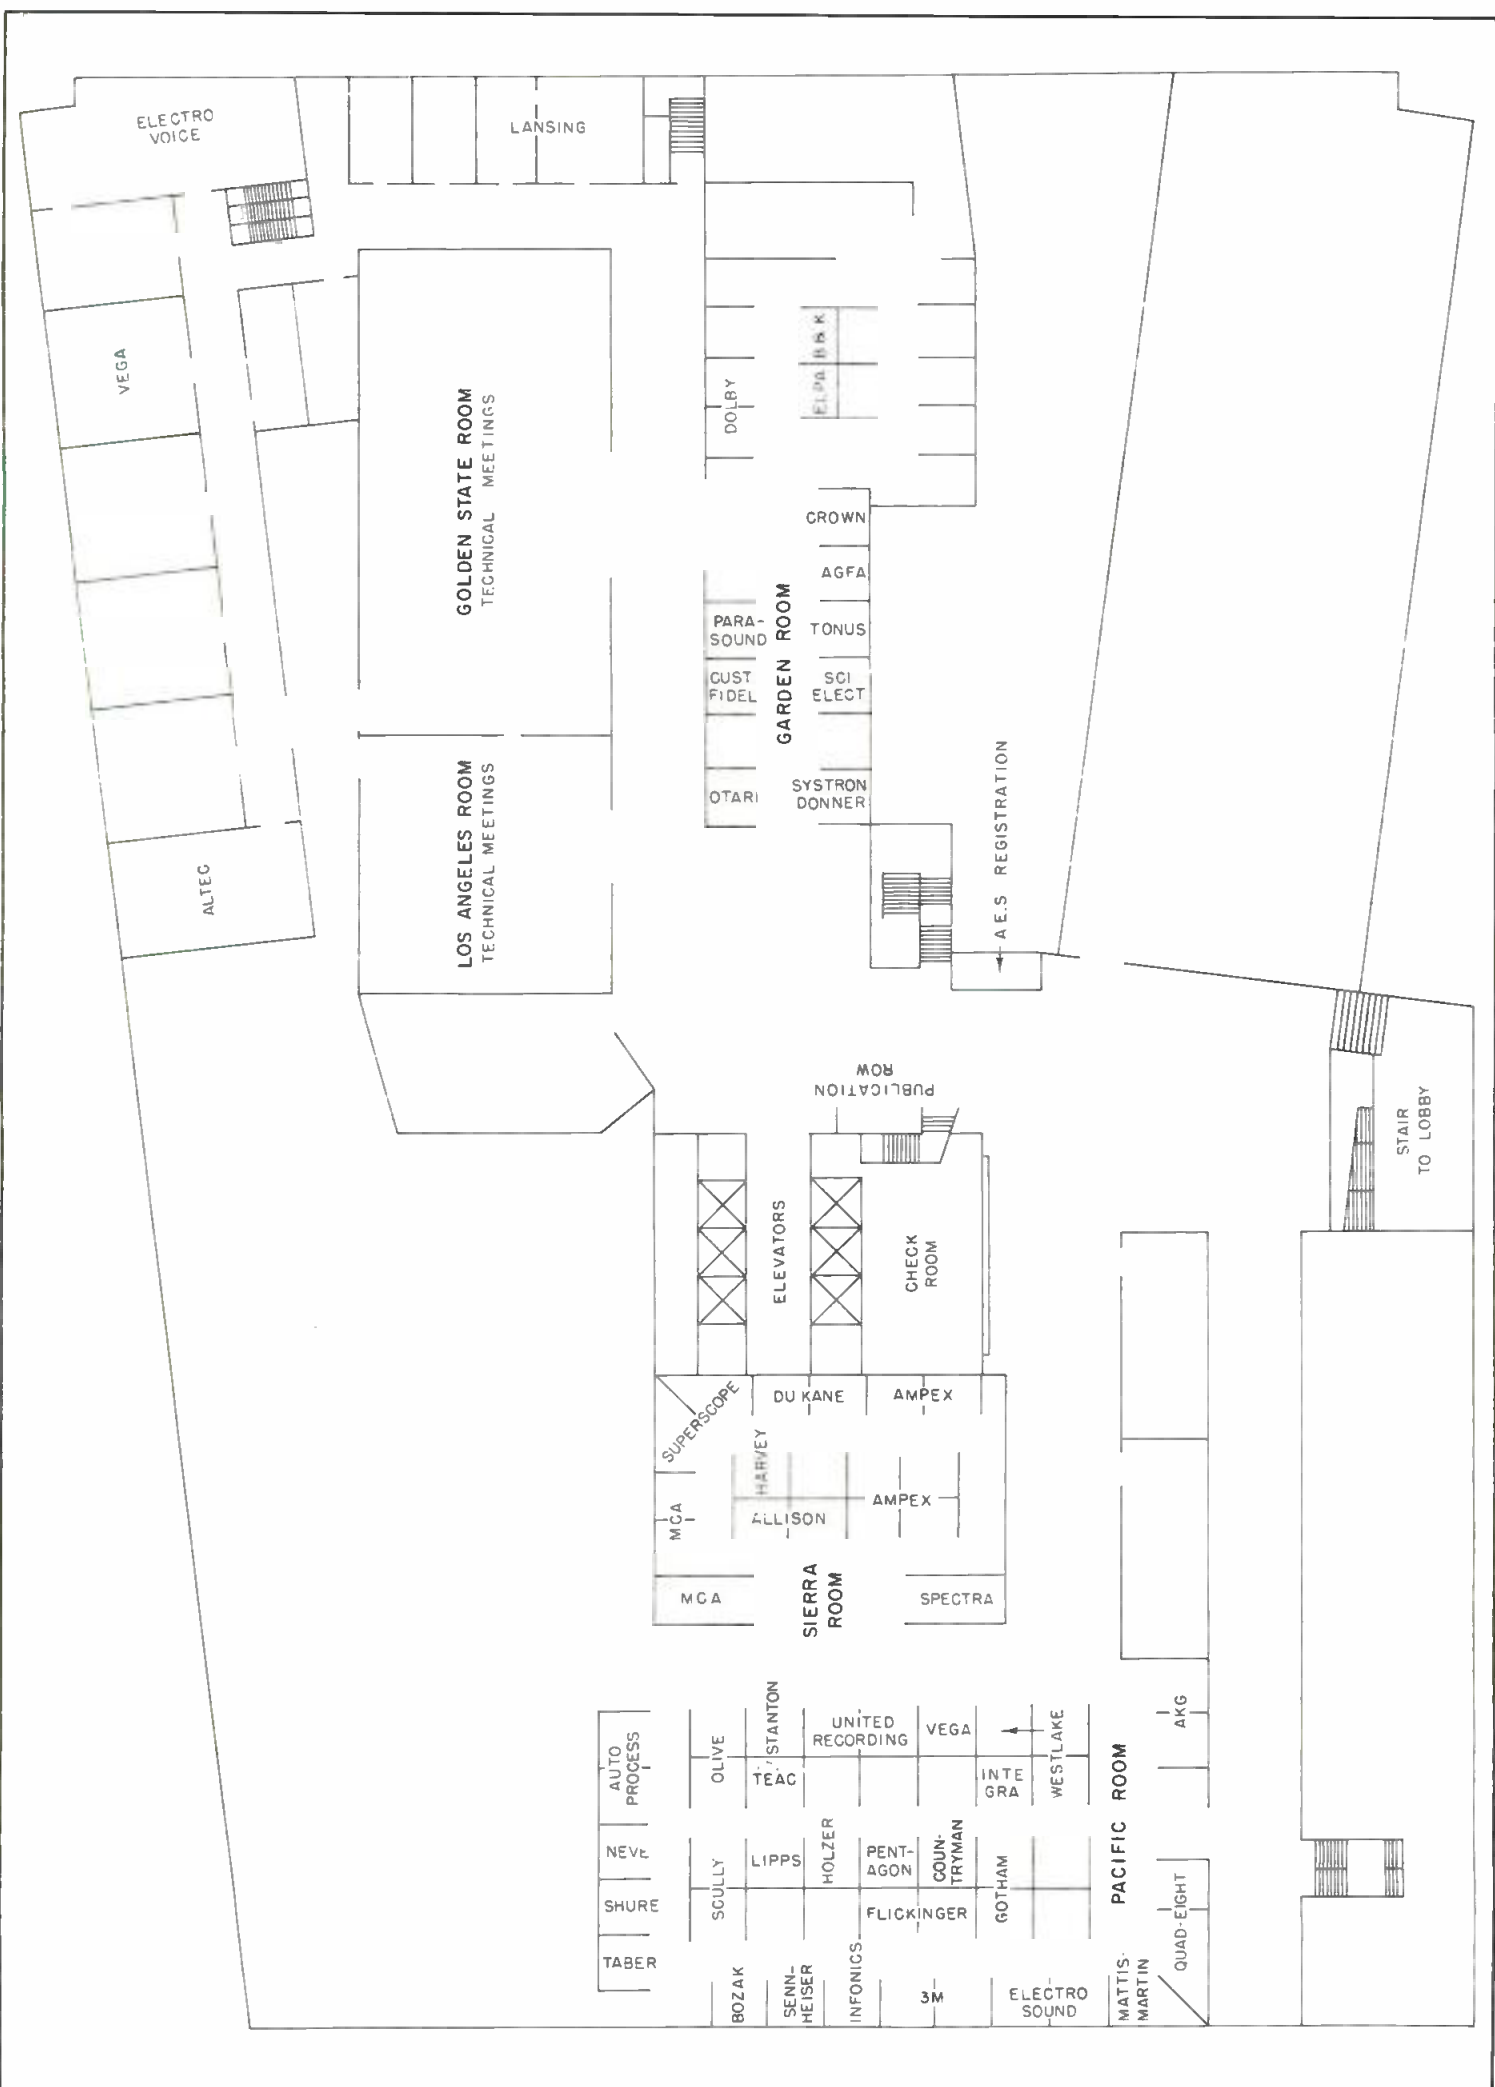 ELECTRO
VOICE
LANSING
VEGA
ALTEC
GOLDEN STATE ROOM
TECHNICAL MEETINGS
LOS ANGELES ROOM
TECHNICAL MEETINGS
DOLBY
ELPA
B & K
CROWN
AGFA
TONUS
SCI
ELECT
SYSTRON
DONNER
PARA-
SOUND
CUST
FIDEL
OTARI
GARDEN ROOM
A.E.S REGISTRATION
PUBLICATION
ROW
STAIR
TO LOBBY
ELEVATORS
CHECK
ROOM
SUPERSCOPE
DUKANE
AMPEX
HARVEY
MCA
ALLISON
AMPEX
MCA
SIERRA
ROOM
SPECTRA
AUTO
PROCESS
NEVE
SHURE
TABER
OLIVE
STANTON
TEAC
UNITED
RECORDING
VEGA
INTE
GRA
WESTLAKE
AKG
SCULLY
LIPPS
HOLZER
PENT-
AGON
COUN-
TRYMAN
FLICKINGER
GOTHAM
PACIFIC ROOM
QUAD-EIGHT
BOZAK
SENN-
HEISER
INFONICS
3M
ELECTRO
SOUND
MATTIS-
MARTIN